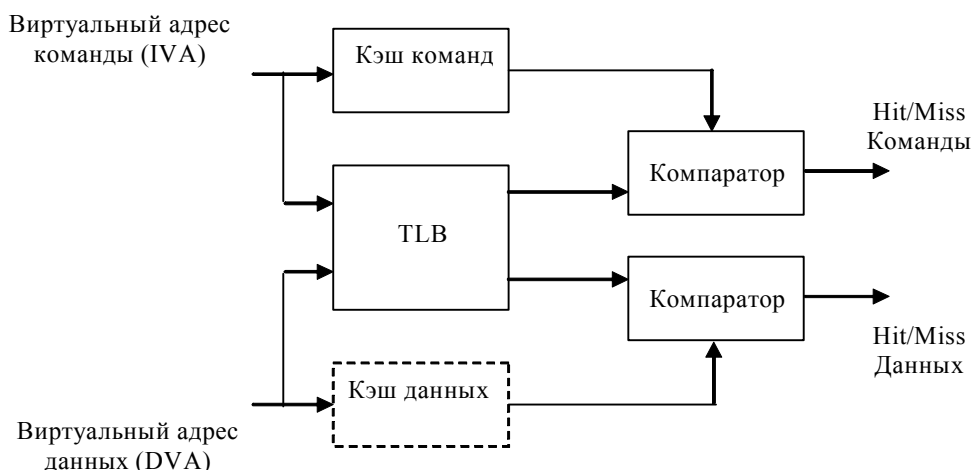 Виртуальный адрес
команды (IVA)
Кэш команд
Hit/Miss
Команды
Компаратор
TLB
Компаратор
Hit/Miss
Данных
Кэш данных
Виртуальный адрес
данных (DVA)